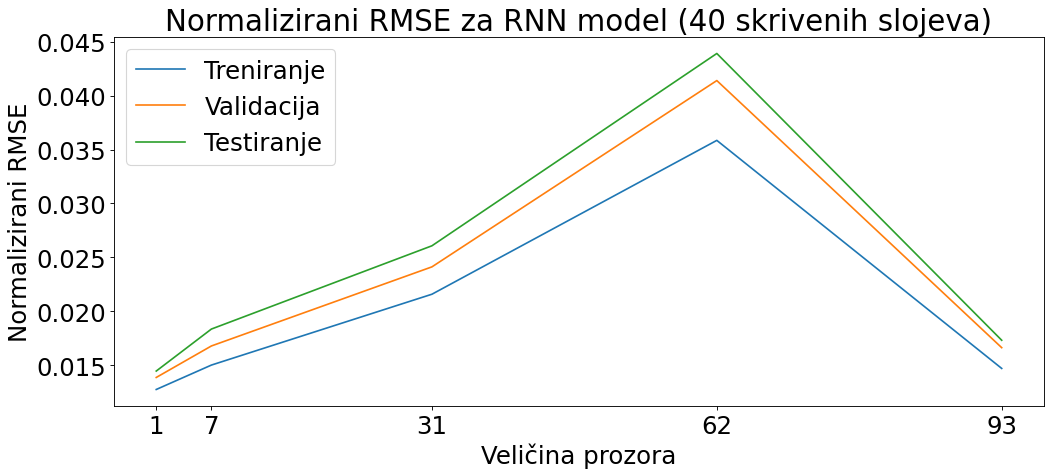 Normalizirani RMSE za RNN model (40 skrivenih slojeva)
Normalizirani RMSE
0.045
0.040
0.035
0.030
0.025
0.020
0.015
Treniranje
Validacija
Testiranje
1 7 31 62 93
Veličina prozora